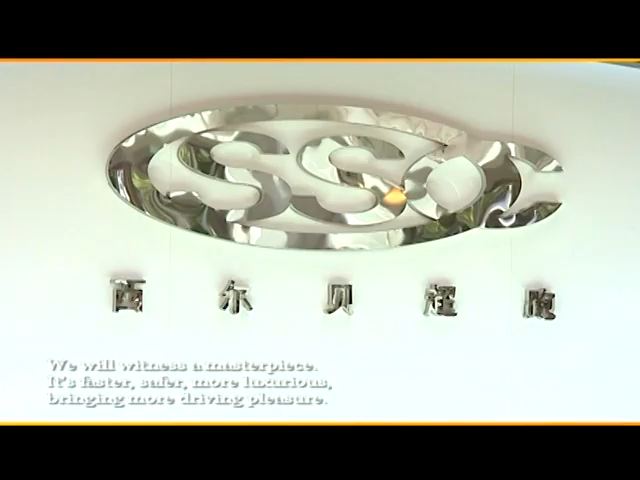 SSC
西尔贝超跑
We will witness a masterpiece.
It's faster, safer, more luxurious,
bringing more driving pleasure.